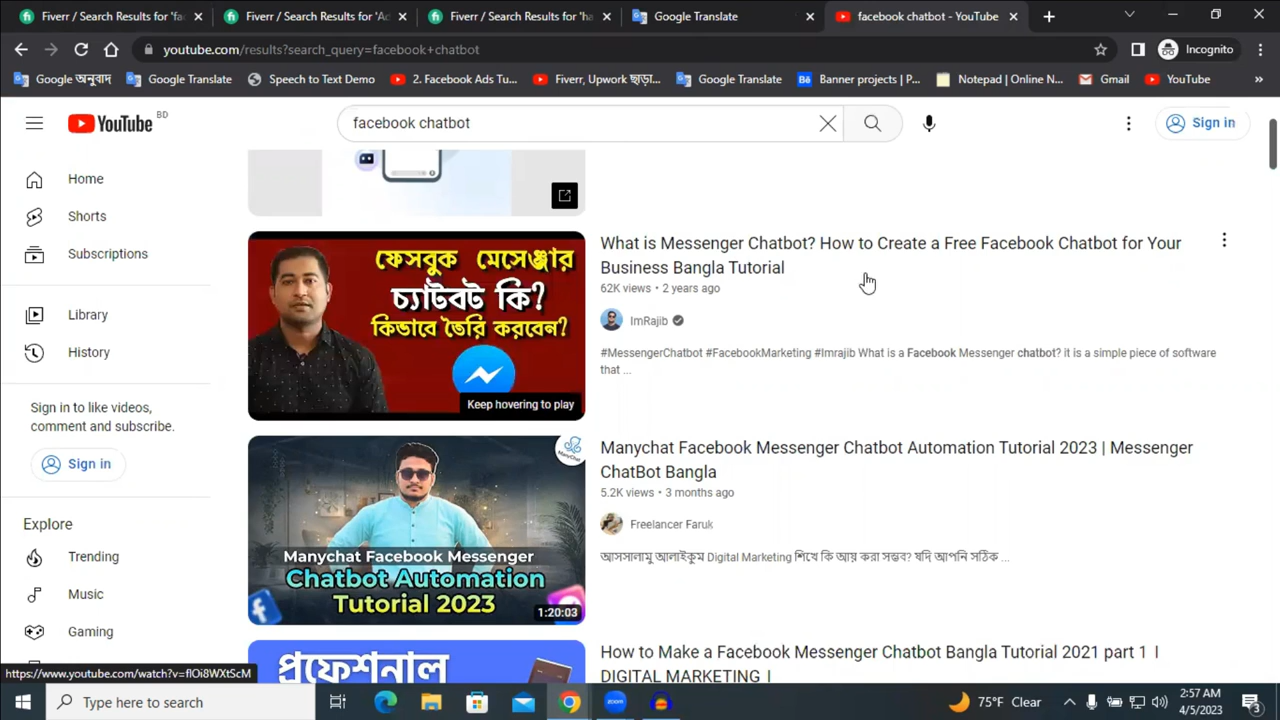 Fiverr / Search Results for 'fac
Fiverr / Search Results for 'Ad
Fiverr / Search Results for 'ha
Google Translate
facebook chatbot - YouTube
youtube.com/results?search_query=facebook+chatbot
Incognito
Google অনুবাদ
Google Translate
Speech to Text Demo
2. Facebook Ads Tu...
Fiverr, Upwork ছাড়া...
Google Translate
Banner projects | P...
Notepad | Online N...
Gmail
YouTube
YouTube BD
facebook chatbot
Sign in
Home
Shorts
Subscriptions
Library
History
Sign in to like videos,
comment and subscribe.
Sign in
Explore
Trending
Music
Gaming
ফেসবুক মেসেঞ্জার
চ্যাটবট কি?
কিভাবে তৈরি করবেন?
Keep hovering to play
What is Messenger Chatbot? How to Create a Free Facebook Chatbot for Your
Business Bangla Tutorial
62K views • 2 years ago
ImRajib
#MessengerChatbot #FacebookMarketing #Imrajib What is a Facebook Messenger chatbot? it is a simple piece of software
that ...
ManyChat
Manychat Facebook Messenger
Chatbot Automation
Tutorial 2023
1:20:03
Manychat Facebook Messenger Chatbot Automation Tutorial 2023 | Messenger
ChatBot Bangla
5.2K views • 3 months ago
Freelancer Faruk
আসসালামু আলাইকুম Digital Marketing শিখে কি আয় করা সম্ভব? যদি আপনি সঠিক ...
প্রফেশনাল
How to Make a Facebook Messenger Chatbot Bangla Tutorial 2021 part 1 ।
DIGITAL MARKETING ।
https://www.youtube.com/watch?v=flOi8WXtScM
Type here to search
75°F Clear
2:57 AM
4/5/2023
3